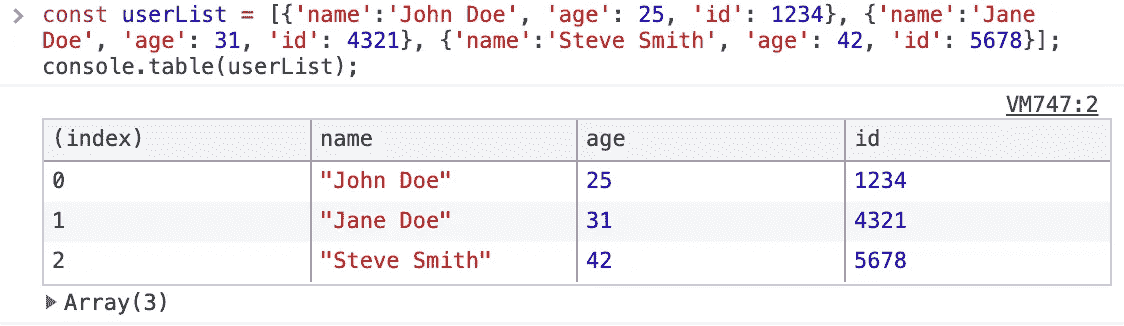 > const userList = [{'name':'John Doe', 'age': 25, 'id': 1234}, {'name':'Jane
Doe', 'age': 31, 'id': 4321}, {'name':'Steve Smith', 'age': 42, 'id': 5678}];
console.table(userList);
VM747:2
(index) name age id
0 "John Doe" 25 1234
1 "Jane Doe" 31 4321
2 "Steve Smith" 42 5678
▶ Array(3)